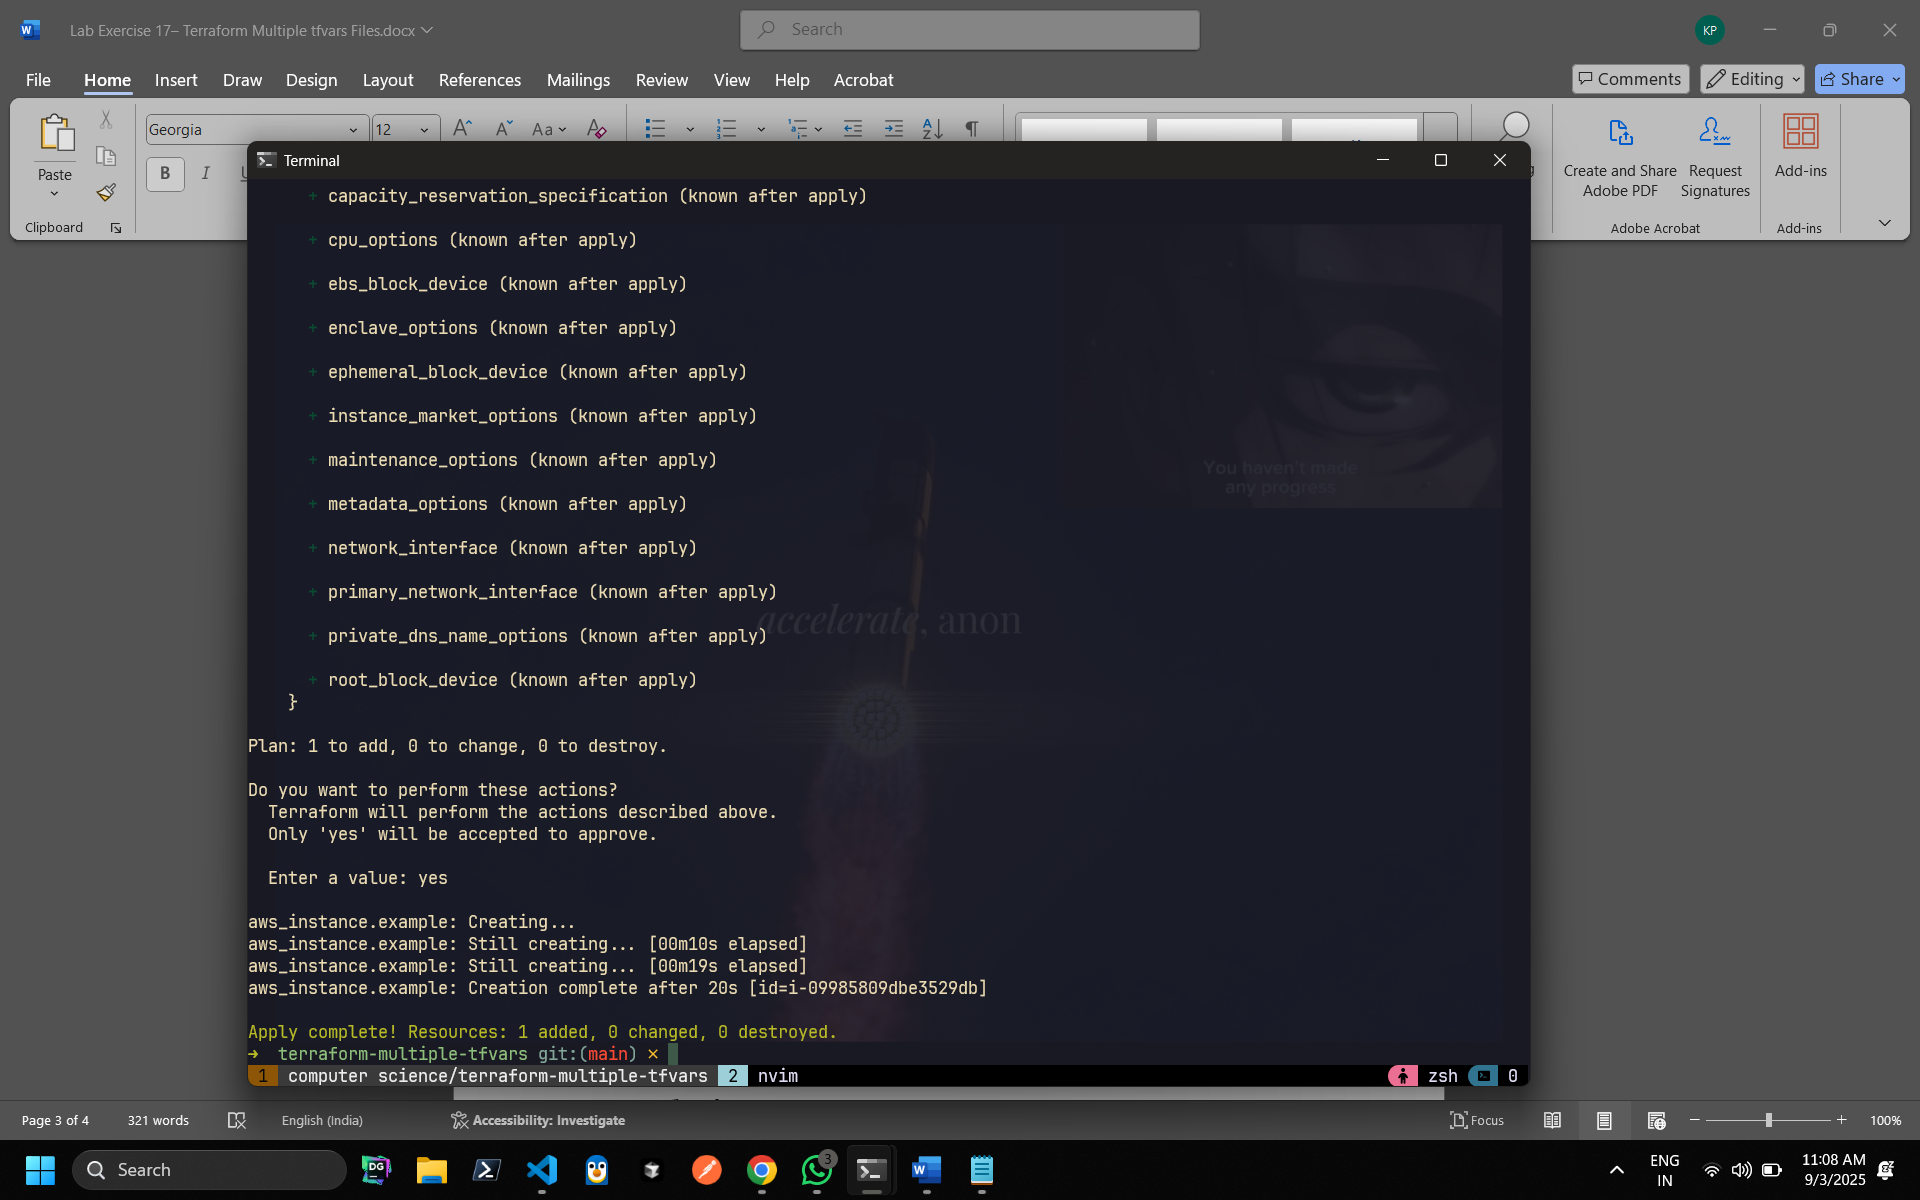 Lab Exercise 17– Terraform Multiple tfvars Files.docx
Search
KP
File Home Insert Draw Design Layout References Mailings Review View Help Acrobat
Comments Editing Share
Georgia 12
Paste
B I U
Clipboard
Create and Share Adobe PDF
Request Signatures
Add-ins
Adobe Acrobat
Add-ins
Terminal
+ capacity_reservation_specification (known after apply)
+ cpu_options (known after apply)
+ ebs_block_device (known after apply)
+ enclave_options (known after apply)
+ ephemeral_block_device (known after apply)
+ instance_market_options (known after apply)
+ maintenance_options (known after apply)
You haven't made
any progress
+ metadata_options (known after apply)
+ network_interface (known after apply)
+ primary_network_interface (known after apply)
accelerate, anon
+ private_dns_name_options (known after apply)
+ root_block_device (known after apply)
}
Plan: 1 to add, 0 to change, 0 to destroy.
Do you want to perform these actions?
Terraform will perform the actions described above.
Only 'yes' will be accepted to approve.
Enter a value: yes
aws_instance.example: Creating...
aws_instance.example: Still creating... [00m10s elapsed]
aws_instance.example: Still creating... [00m19s elapsed]
aws_instance.example: Creation complete after 20s [id=i-09985809dbe3529db]
Apply complete! Resources: 1 added, 0 changed, 0 destroyed.
➜ terraform-multiple-tfvars git:(main) ×
1 computer science/terraform-multiple-tfvars 2 nvim zsh 0
Page 3 of 4 321 words English (India) Accessibility: Investigate Focus 100%
Search
DG
3
ENG
IN
11:08 AM
9/3/2025